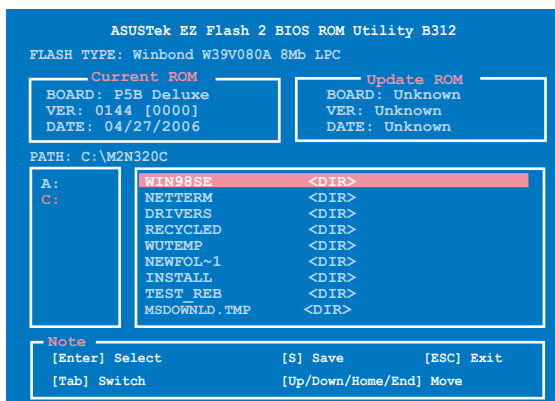 ASUSTek EZ Flash 2 BIOS ROM Utility B312
FLASH TYPE: Winbond W39V080A 8Mb LPC
Current ROM
BOARD: P5B Deluxe
VER: 0144 [0000]
DATE: 04/27/2006
Update ROM
BOARD: Unknown
VER: Unknown
DATE: Unknown
PATH: C:\M2N320C
A:
C:
WIN98SE <DIR>
NETTERM <DIR>
DRIVERS <DIR>
RECYCLED <DIR>
WUTEMP <DIR>
NEWFOL~1 <DIR>
INSTALL <DIR>
TEST_REB <DIR>
MSDOWNLD.TMP <DIR>
Note
[Enter] Select [S] Save [ESC] Exit
[Tab] Switch [Up/Down/Home/End] Move